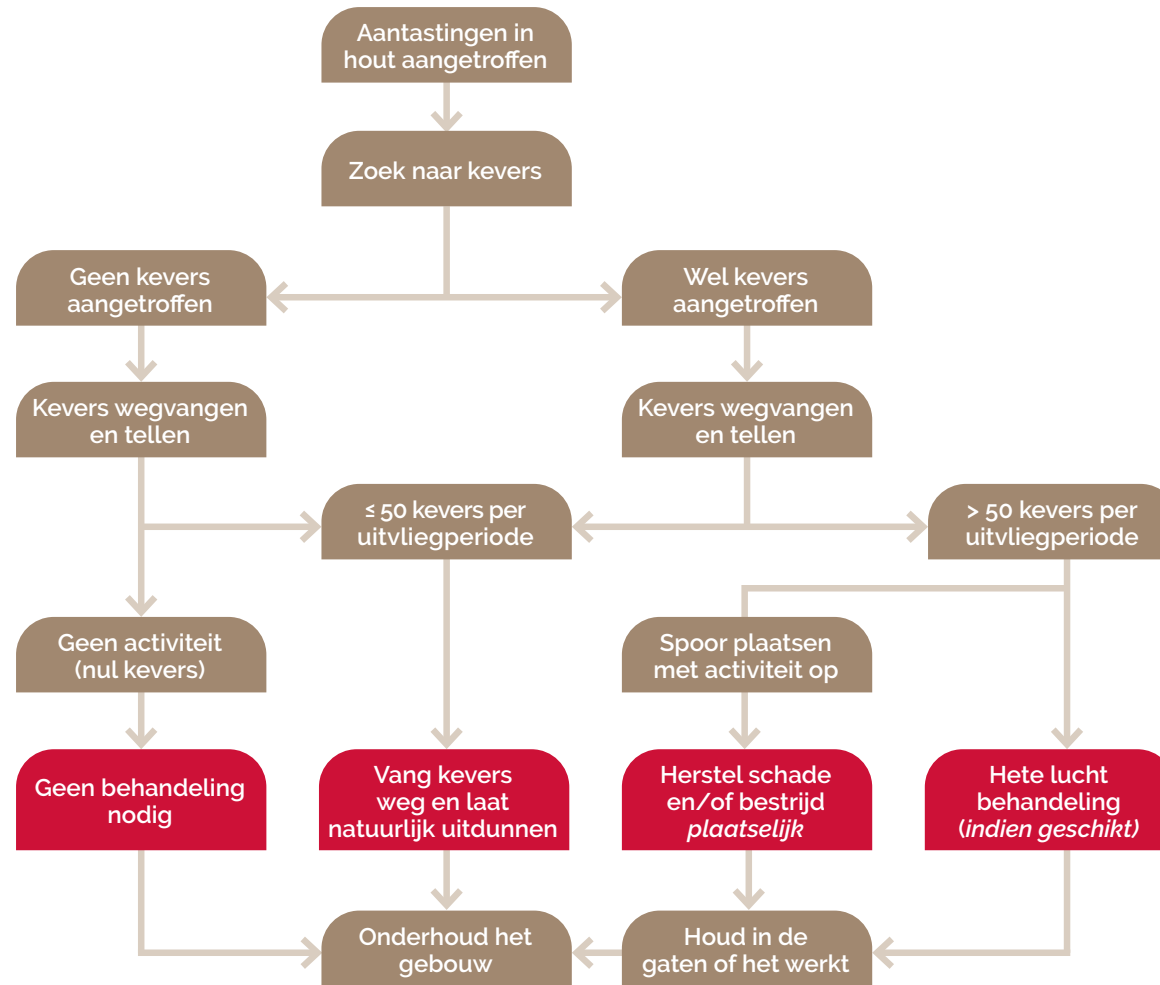 Aantastingen in
hout aangetroffen
Zoek naar kevers
Geen kevers
aangetroffen
Wel kevers
aangetroffen
Kevers wegvangen
en tellen
Kevers wegvangen
en tellen
≤ 50 kevers per
uitvliegperiode
> 50 kevers per
uitvliegperiode
Geen activiteit
(nul kevers)
Spoor plaatsen
met activiteit op
Geen behandeling
nodig
Vang kevers
weg en laat
natuurlijk uitdunnen
Herstel schade
en/of bestrijd
plaatselijk
Hete lucht
behandeling
(indien geschikt)
Onderhoud het
gebouw
Houd in de
gaten of het werkt